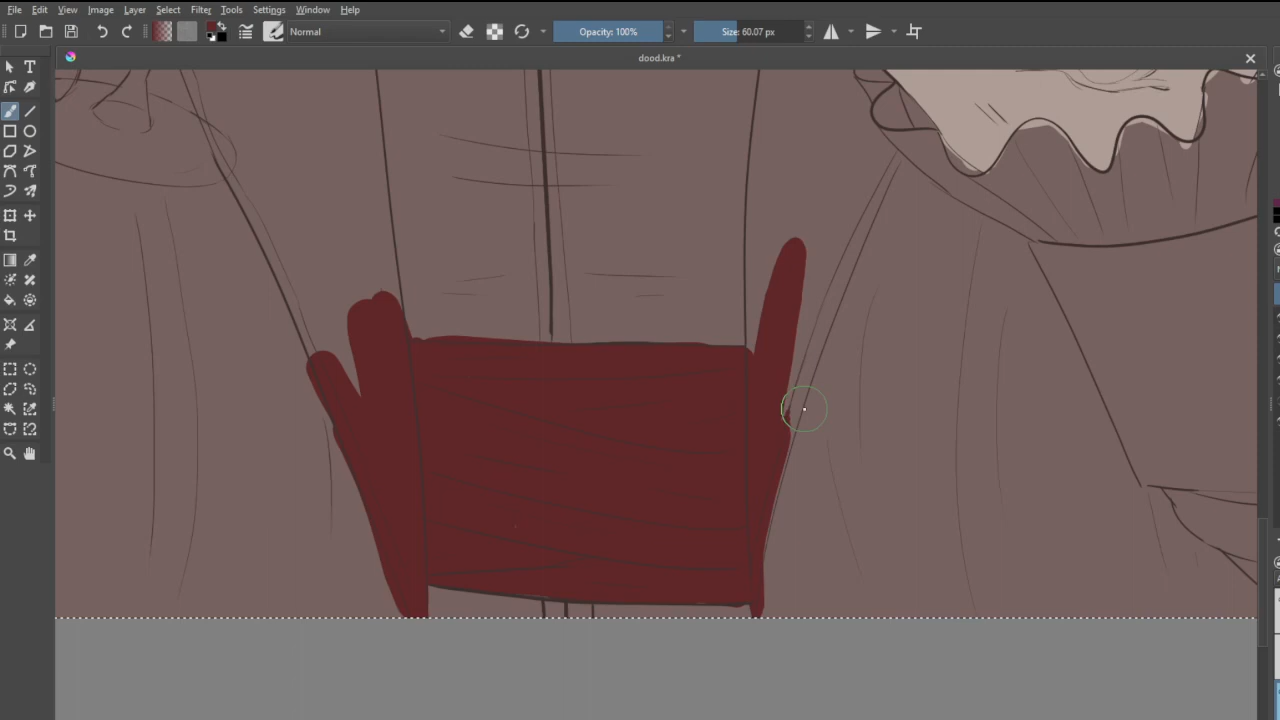 File Edit View Image Layer Select Filter Tools Settings Window Help
Normal Opacity: 100% Size: 60.07 px
dood.kra *